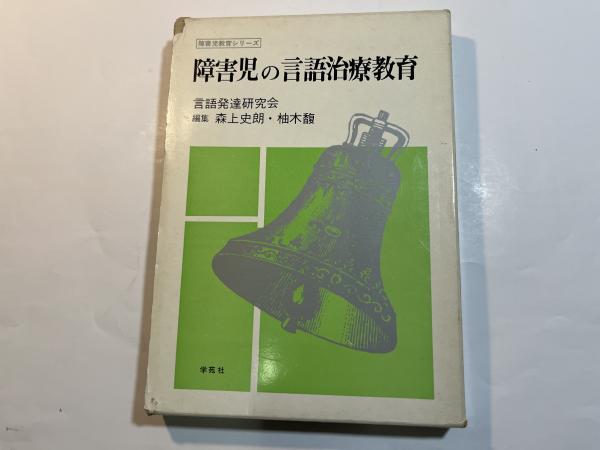 障害児教育シリーズ
障害児の言語治療教育
言語発達研究会
編集 森上史朗・柚木馥
学苑社